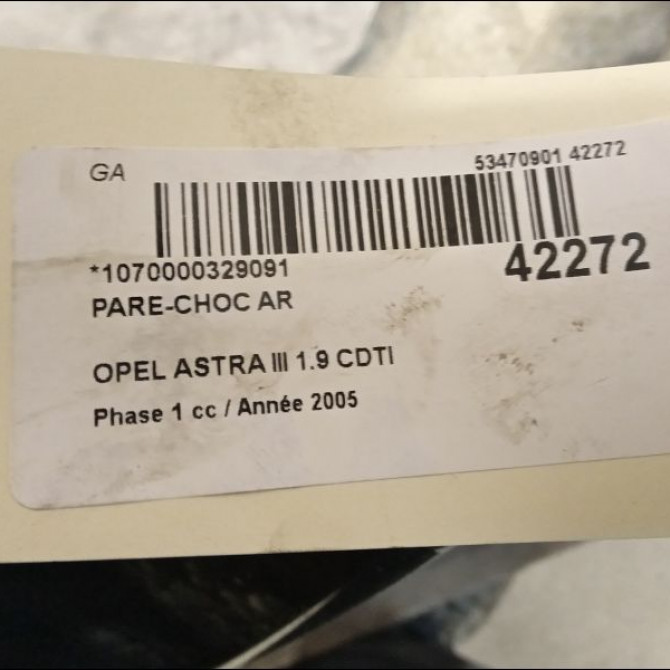 GA
53470901 42272
*1070000329091
42272
PARE-CHOC AR
OPEL ASTRA III 1.9 CDTI
Phase 1 cc / Année 2005